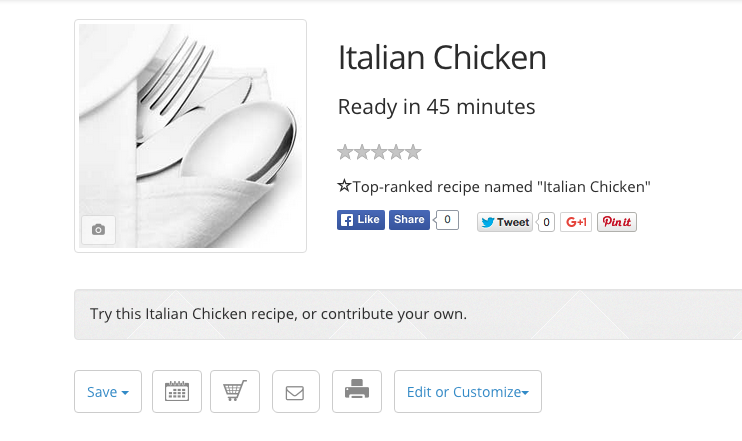 Italian Chicken
Ready in 45 minutes
Top-ranked recipe named "Italian Chicken"
Like Share 0 Tweet 0 G+1 Pin it
Try this Italian Chicken recipe, or contribute your own.
Save Edit or Customize